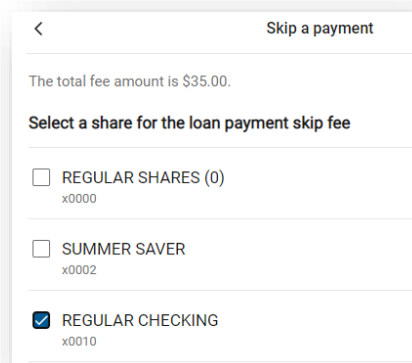 Skip a payment
The total fee amount is $35.00.
Select a share for the loan payment skip fee
REGULAR SHARES (0)
x0000
SUMMER SAVER
x0002
REGULAR CHECKING
x0010